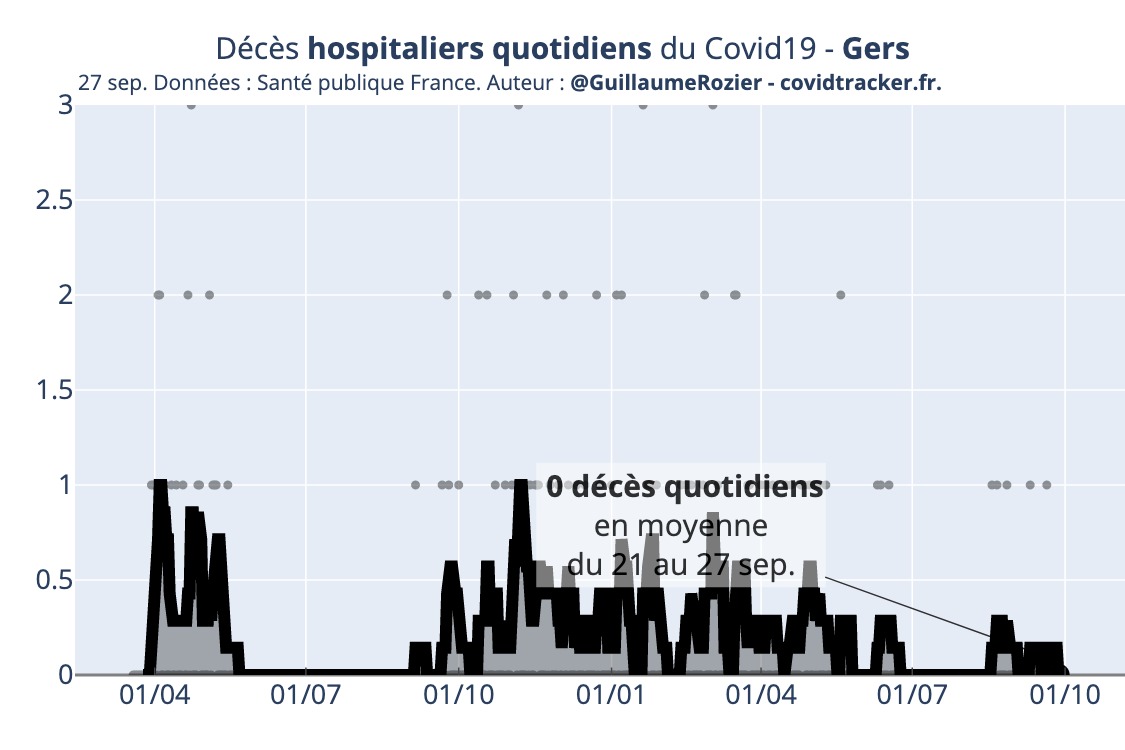 Décès hospitaliers quotidiens du Covid19 - Gers
27 sep. Données : Santé publique France. Auteur : @GuillaumeRozier - covidtracker.fr.
3
2.5
2
1.5
1
0.5
0
0 décès quotidiens
en moyenne
du 21 au 27 sep.
01/04 01/07 01/10 01/01 01/04 01/07 01/10